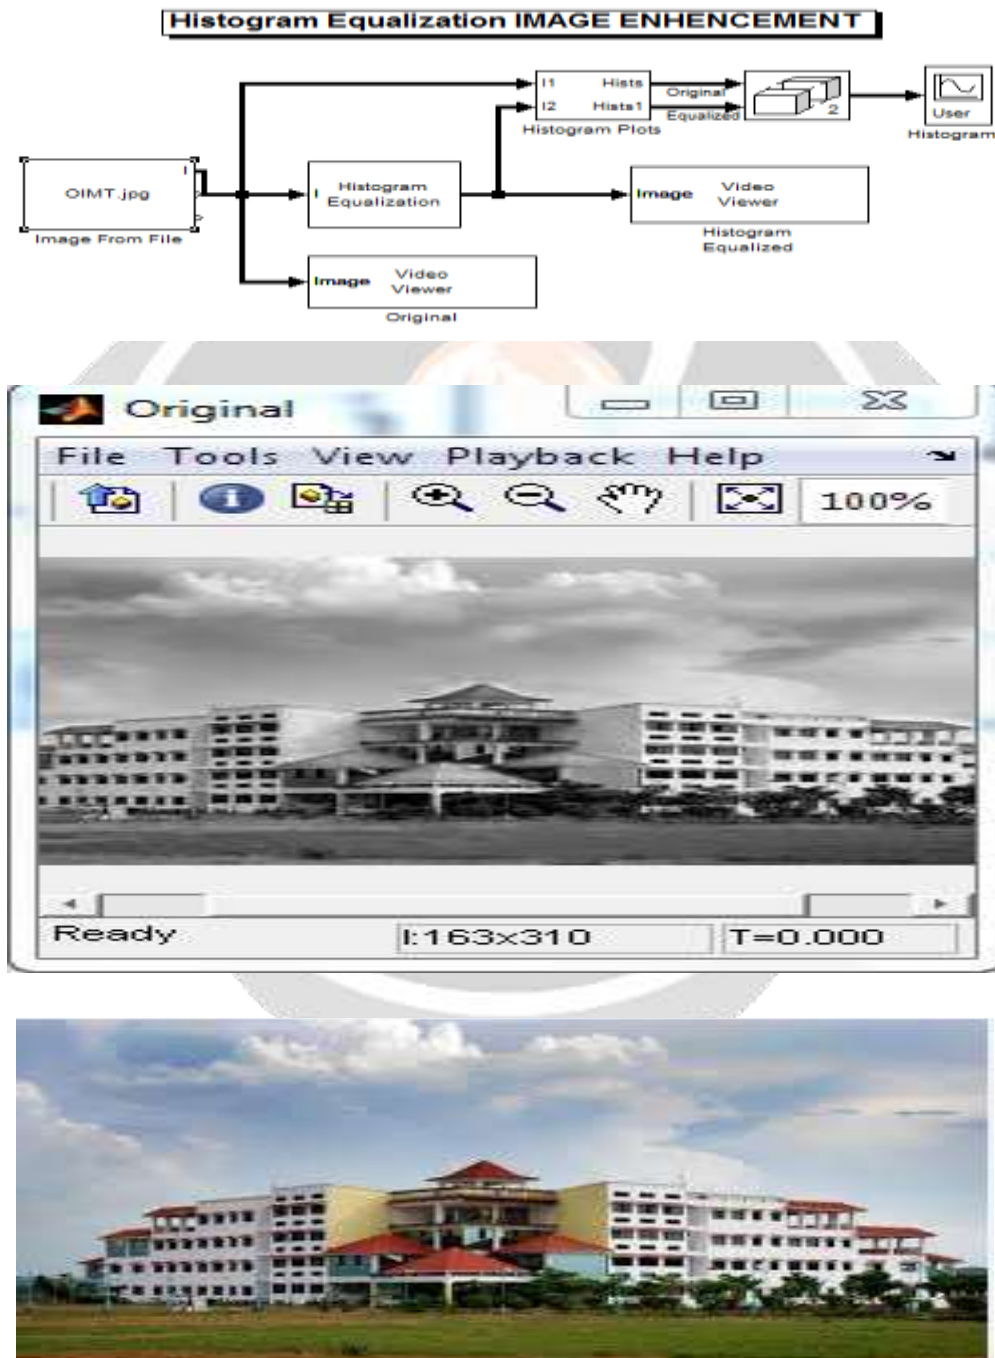 Histogram Equalization IMAGE ENHENCEMENT
I1 Hists
I2 Hists1
Original
Equalized
Histogram Plots
2
User
Histogram
OIMT.jpg
I
Image From File
I
Histogram
Equalization
Image
Video
Viewer
Histogram
Equalized
Image
Video
Viewer
Original
Original
File Tools View Playback Help
100%
Ready I:163x310 T=0.000